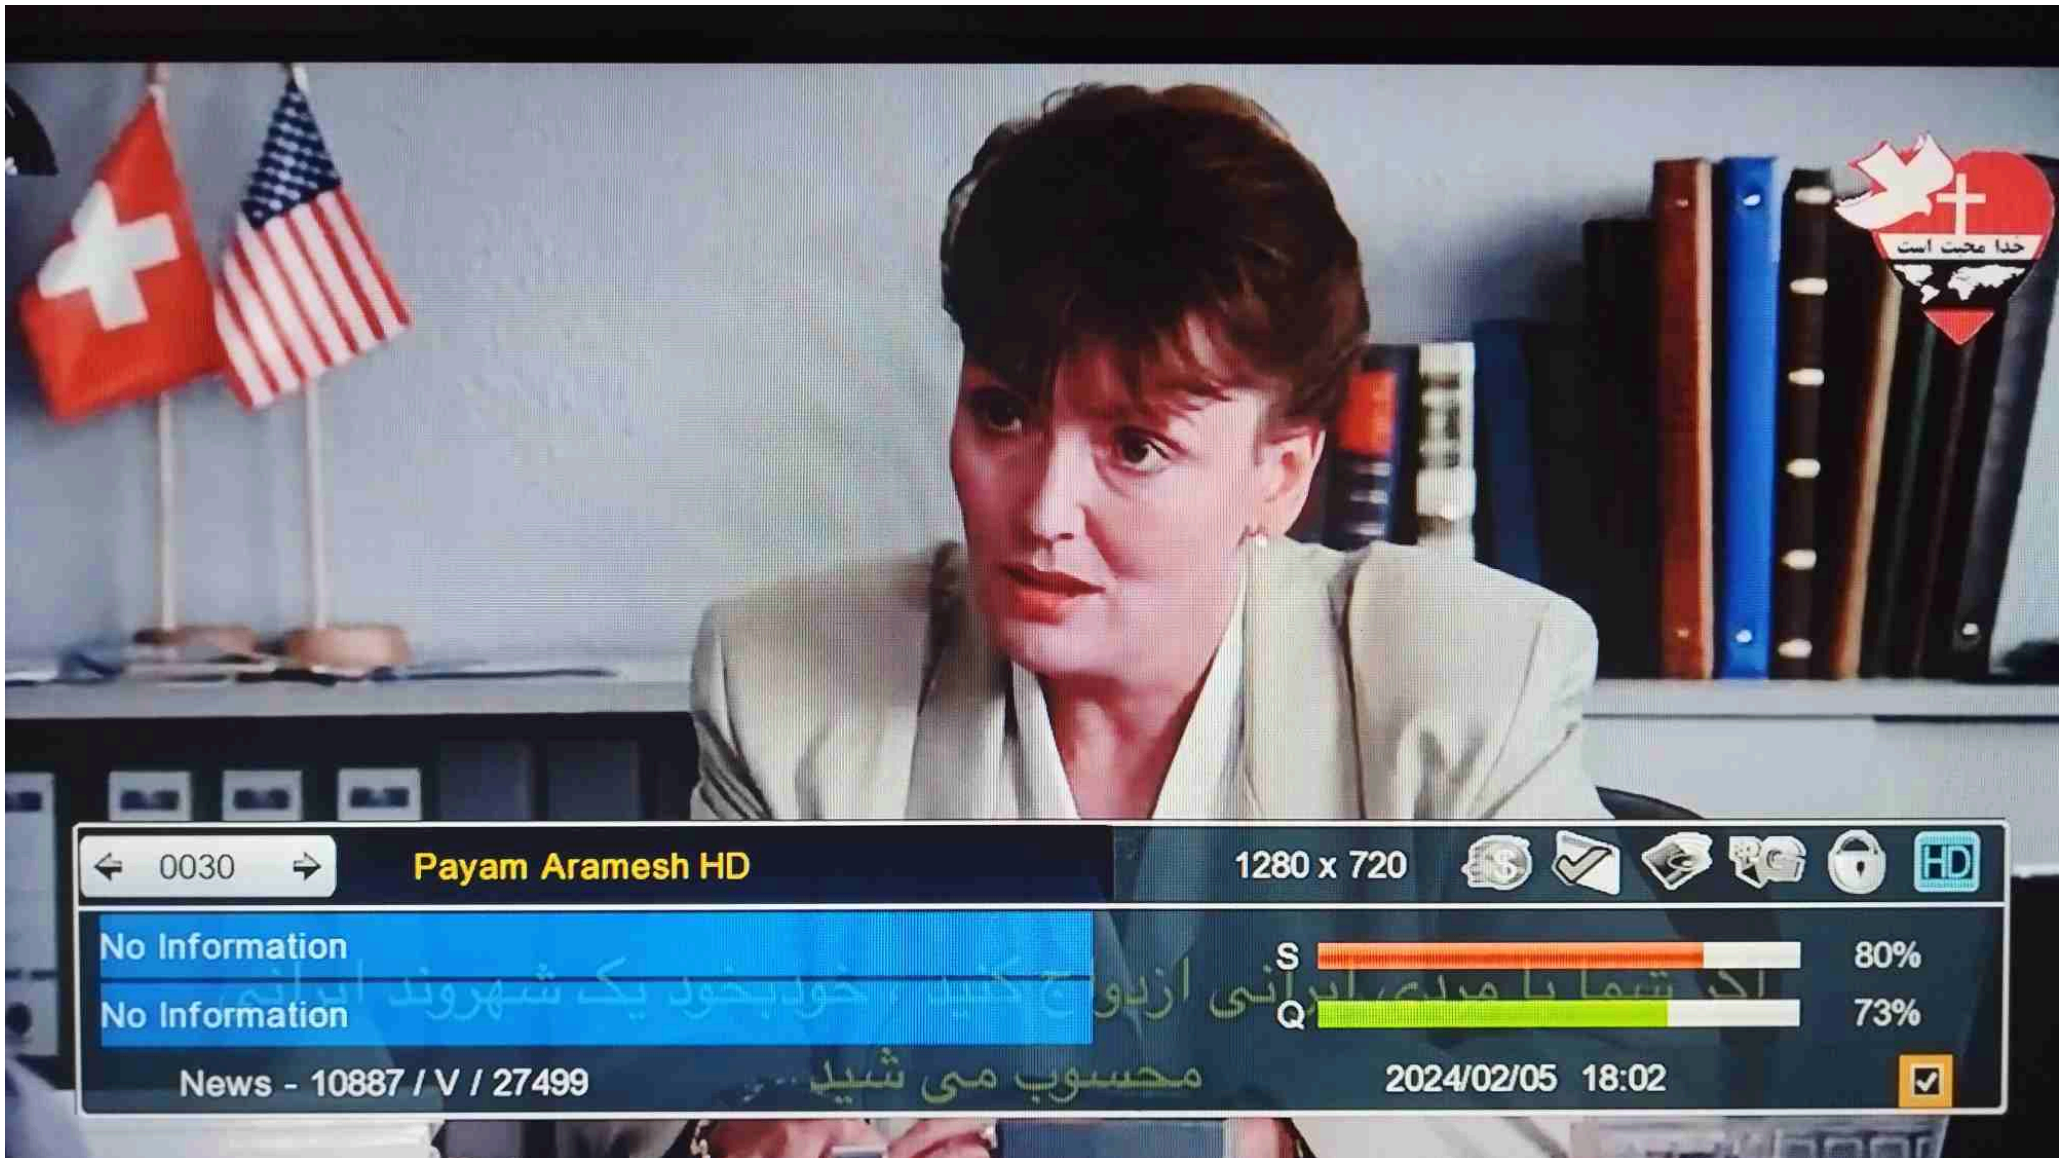 خدا محبت است
0030
Payam Aramesh HD
1280 x 720
HD
No Information
S
80%
اگر شما با مردی ایرانی ازدواج کنید ، خودبخود یک شهروند ایرانی
No Information
Q
73%
محسوب می شید
News - 10887 / V / 27499
2024/02/05 18:02